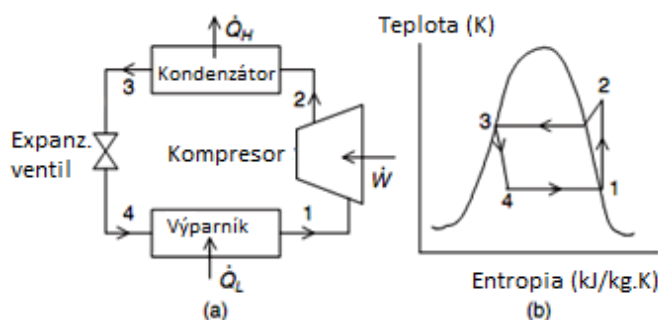 Q̇H
Kondenzátor
3
2
Expanz.
ventil
Kompresor
Ẇ
4
Výparník
1
Q̇L
(a)
Teplota (K)
2
3
4
1
Entropia (kJ/kg.K)
(b)